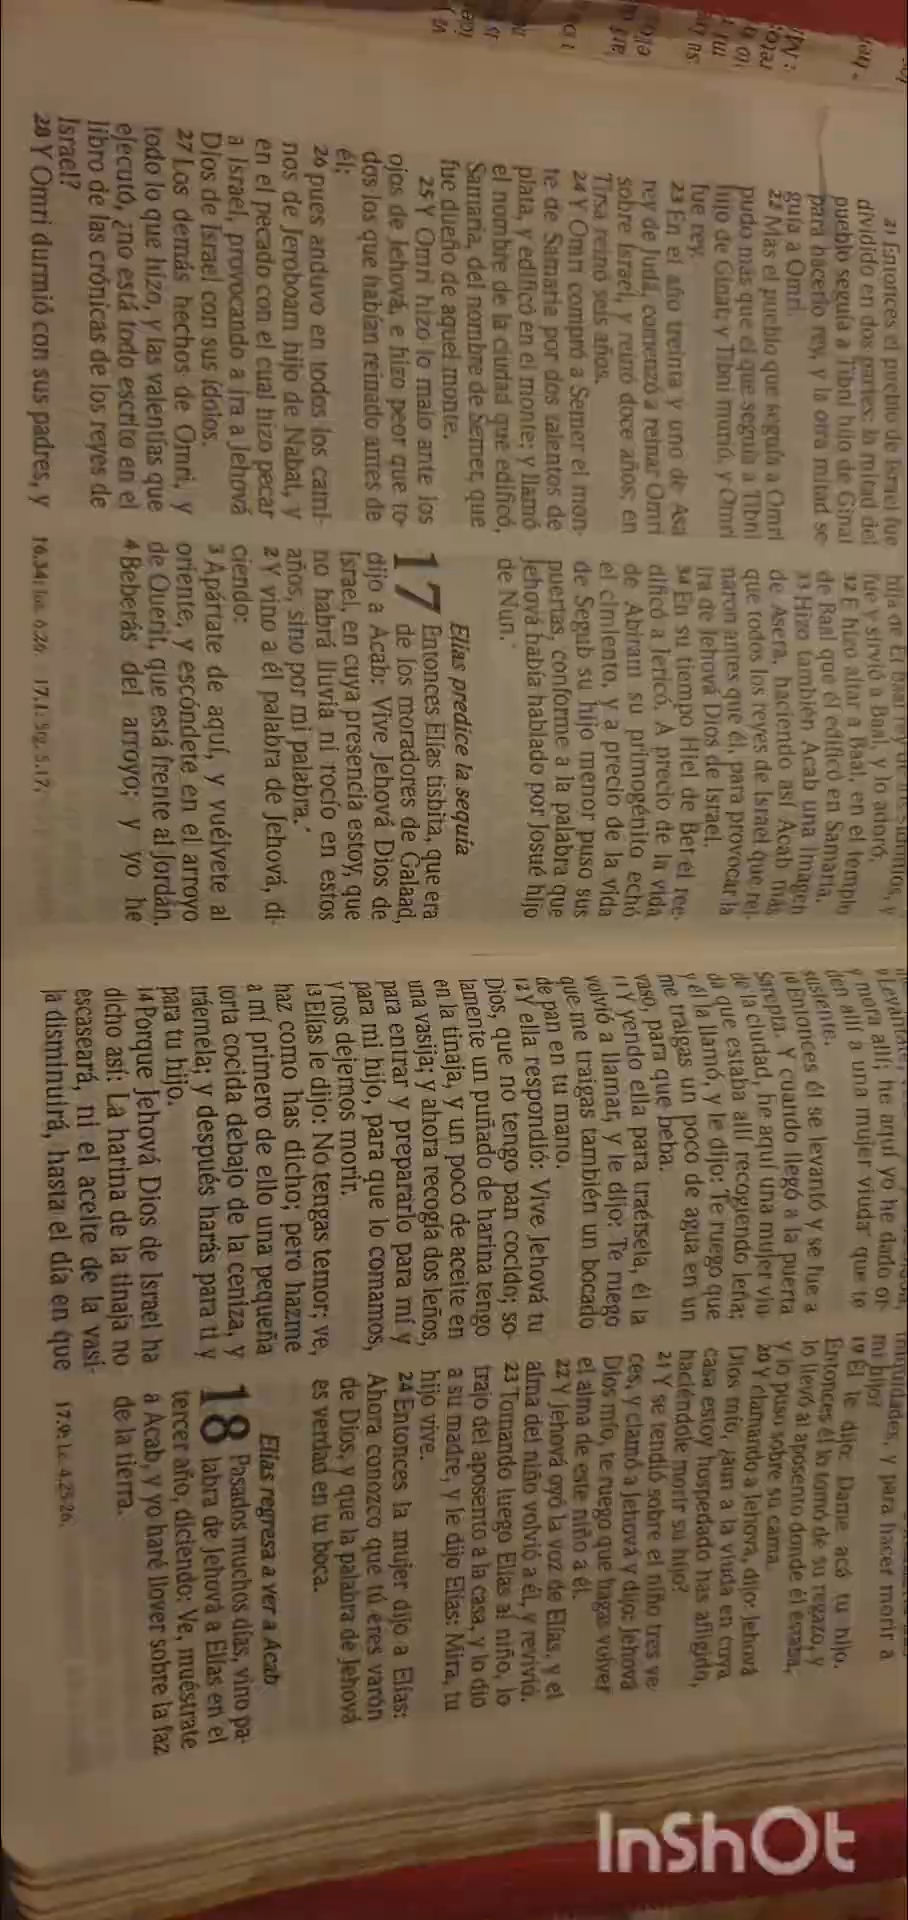 21 Entonces el pueblo de Israel fue
dividido en dos partes: la mitad del
pueblo seguía a Tibni hijo de Ginat
para hacerlo rey, y la otra mitad se-
guía a Omri.
22 Mas el pueblo que seguía a Omri
pudo más que el que seguía a Tibni
hijo de Ginat; y Tibni murió, y Omri
fue rey.
23 En el año treinta y uno de Asa
rey de Judá, comenzó a reinar Omri
sobre Israel, y reinó doce años; en
Tirsa reinó seis años.
24 Y Omri compró a Semer el mon-
te de Samaria por dos talentos de
plata, y edificó en el monte; y llamó
el nombre de la ciudad que edificó,
Samaria, del nombre de Semer, que
fue dueño de aquel monte.
25 Y Omri hizo lo malo ante los
ojos de Jehová, e hizo peor que to-
dos los que habían reinado antes de
él;
26 pues anduvo en todos los cami-
nos de Jeroboam hijo de Nabat, y
en el pecado con el cual hizo pecar
a Israel, provocando a ira a Jehová
Dios de Israel con sus ídolos.
27 Los demás hechos de Omri, y
todo lo que hizo, y las valentías que
ejecutó, ¿no está todo escrito en el
libro de las crónicas de los reyes de
Israel?
28 Y Omri durmió con sus padres, y
fue y sirvió a Baal, y lo adoró.
32 E hizo altar a Baal, en el templo
de Baal que él edificó en Samaria.
33 Hizo también Acab una imagen
de Asera, haciendo así Acab más
que todos los reyes de Israel que rei-
naron antes que él, para provocar la
ira de Jehová Dios de Israel.
34 En su tiempo Hiel de Bet-el ree-
dificó a Jericó. A precio de la vida
de Abiram su primogénito echó
el cimiento, y a precio de la vida
de Segub su hijo menor puso sus
puertas, conforme a la palabra que
Jehová había hablado por Josué hijo
de Nun.
Elías predice la sequía
17 Entonces Elías tisbita, que era
de los moradores de Galaad,
dijo a Acab: Vive Jehová Dios de
Israel, en cuya presencia estoy, que
no habrá lluvia ni rocío en estos
años, sino por mi palabra.
2 Y vino a él palabra de Jehová, di-
ciendo:
3 Apártate de aquí, y vuélvete al
oriente, y escóndete en el arroyo
de Querit, que está frente al Jordán.
4 Beberás del arroyo; y yo he
16.34: Jos. 6.26. 17.1: Stg. 5.17.
y mora allí; he aquí yo he dado or-
den allí a una mujer viuda que te
sustente.
10 Entonces él se levantó y se fue a
Sarepta. Y cuando llegó a la puerta
de la ciudad, he aquí una mujer viu-
da que estaba allí recogiendo leña;
y él la llamó, y le dijo: Te ruego que
me traigas un poco de agua en un
vaso, para que beba.
11 Y yendo ella para traérsela, él la
volvió a llamar, y le dijo: Te ruego
que me traigas también un bocado
de pan en tu mano.
12 Y ella respondió: Vive Jehová tu
Dios, que no tengo pan cocido; so-
lamente un puñado de harina tengo
en la tinaja, y un poco de aceite en
una vasija; y ahora recogía dos leños,
para entrar y prepararlo para mí y
para mi hijo, para que lo comamos,
y nos dejemos morir.
13 Elías le dijo: No tengas temor; ve,
haz como has dicho; pero hazme
a mí primero de ello una pequeña
torta cocida debajo de la ceniza, y
tráemela; y después harás para ti y
para tu hijo.
14 Porque Jehová Dios de Israel ha
dicho así: La harina de la tinaja no
escaseará, ni el aceite de la vasi-
ja disminuirá, hasta el día en que
iniquidades, y para hacer morir a
mi hijo?
19 Él le dijo: Dame acá tu hijo.
Entonces él lo tomó de su regazo, y
lo llevó al aposento donde él estaba,
y lo puso sobre su cama.
20 Y clamando a Jehová, dijo: Jehová
Dios mío, ¿aun a la viuda en cuya
casa estoy hospedado has afligido,
haciéndole morir su hijo?
21 Y se tendió sobre el niño tres ve-
ces, y clamó a Jehová y dijo: Jehová
Dios mío, te ruego que hagas volver
el alma de este niño a él.
22 Y Jehová oyó la voz de Elías, y el
alma del niño volvió a él, y revivió.
23 Tomando luego Elías al niño, lo
trajo del aposento a la casa, y lo dio
a su madre, y le dijo Elías: Mira, tu
hijo vive.
24 Entonces la mujer dijo a Elías:
Ahora conozco que tú eres varón
de Dios, y que la palabra de Jehová
es verdad en tu boca.
Elías regresa a ver a Acab
18 Pasados muchos días, vino pa-
labra de Jehová a Elías en el
tercer año, diciendo: Ve, muéstrate
a Acab, y yo haré llover sobre la faz
de la tierra.
17.9: Lc. 4.25-26.
InShOt